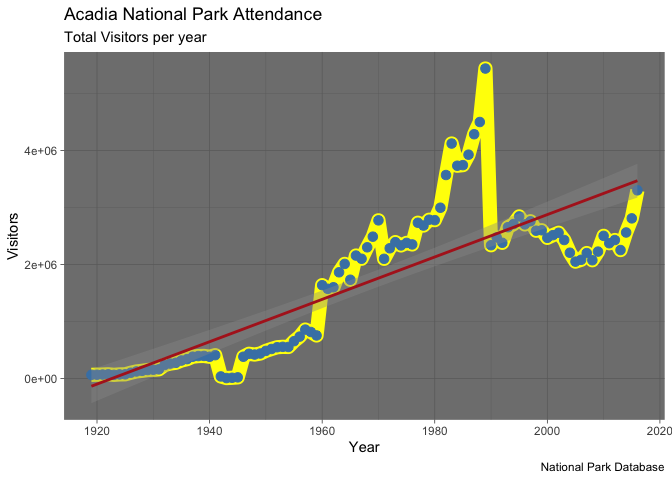 Acadia National Park Attendance
Total Visitors per year
Visitors
4e+06
2e+06
0e+00
1920 1940 1960 1980 2000 2020
Year
National Park Database